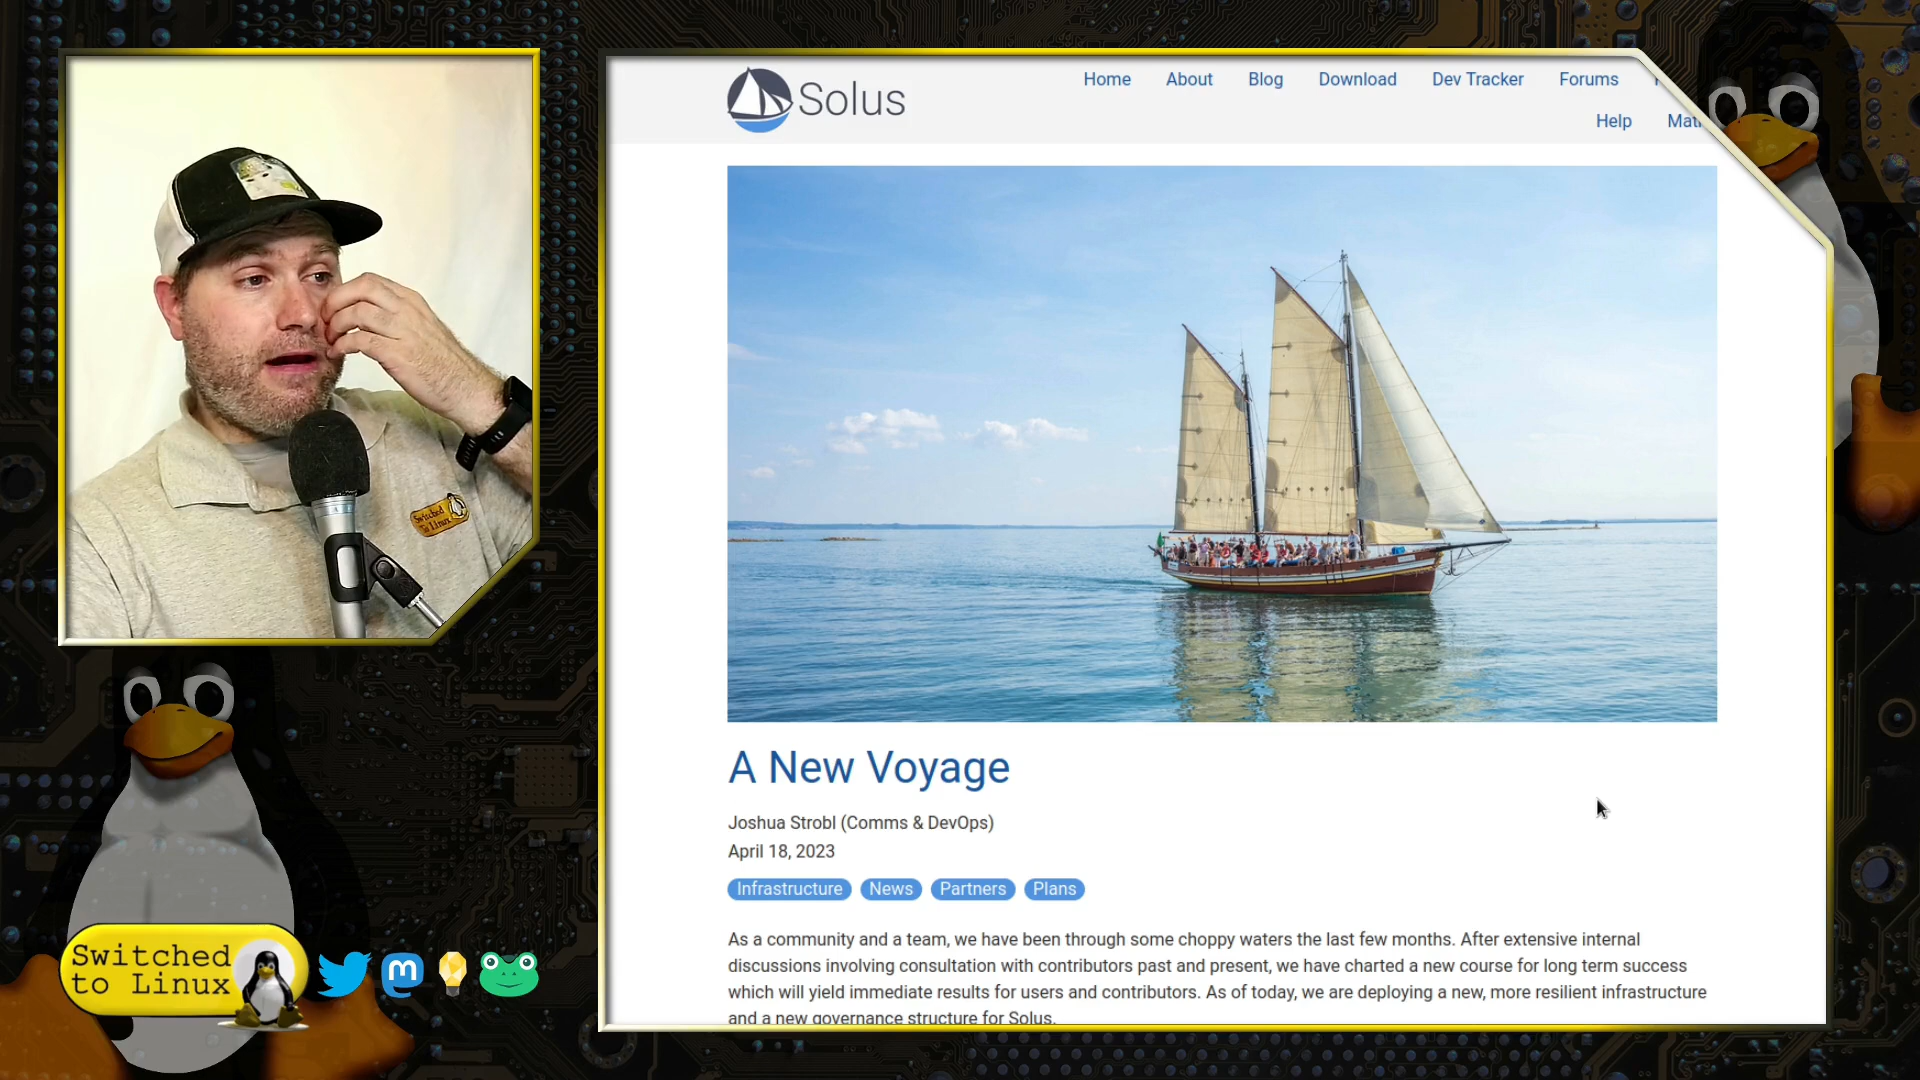 Solus
Home About Blog Download Dev Tracker Forums
Help
A New Voyage
Joshua Strobl (Comms & DevOps)
April 18, 2023
Infrastructure News Partners Plans
As a community and a team, we have been through some choppy waters the last few months. After extensive internal
discussions involving consultation with contributors past and present, we have charted a new course for long term success
which will yield immediate results for users and contributors. As of today, we are deploying a new, more resilient infrastructure
and a new governance structure for Solus.
Switched
To Linux
Switched
to Linux
m